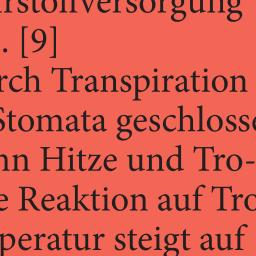 rstoffversorgung
. [9]
rch Transpiration
Stomata geschlosse
nn Hitze und Tro-
e Reaktion auf Tro
peratur steigt auf